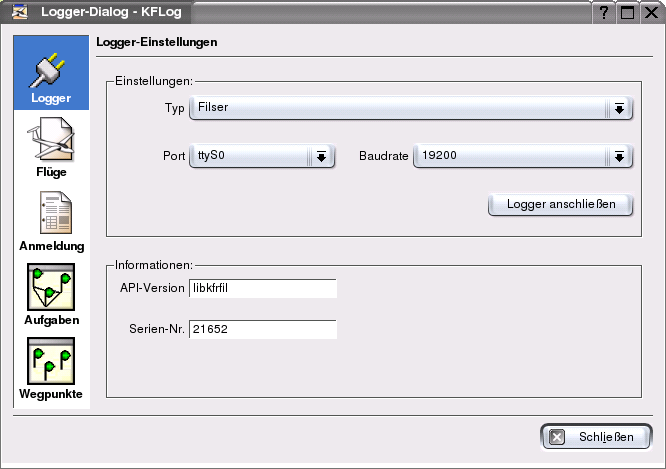 Logger-Dialog - KFLog
Logger
Flüge
Anmeldung
Aufgaben
Wegpunkte
Logger-Einstellungen
Einstellungen:
Typ Filser
Port ttyS0 Baudrate 19200
Logger anschließen
Informationen:
API-Version libkfrfil
Serien-Nr. 21652
Schließen